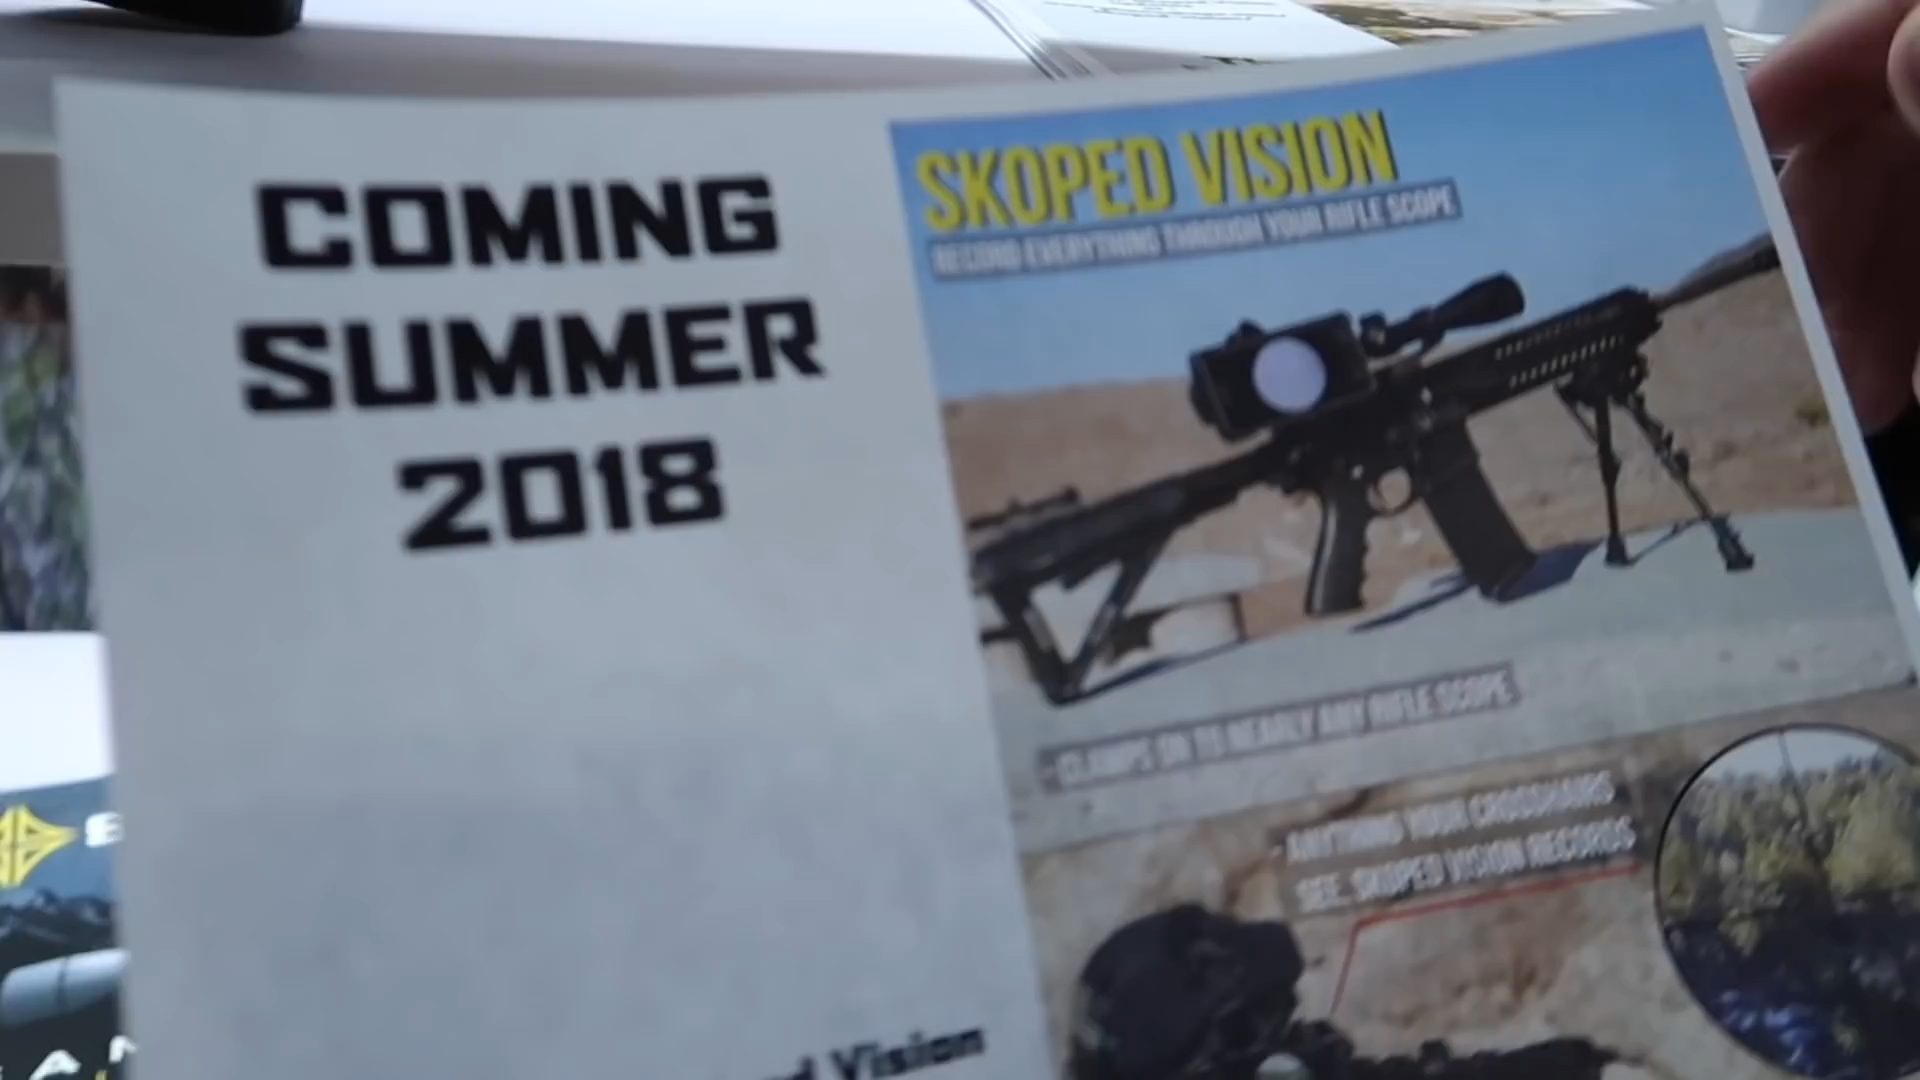 COMING
SUMMER
2018
SKOPED VISION
RECORD EVERYTHING THROUGH YOUR RIFLE SCOPE
- CLAMPS ON TO NEARLY ANY RIFLE SCOPE
- ANYTHING YOUR CROSSHAIRS
SEE, SKOPED VISION RECORDS
Vision